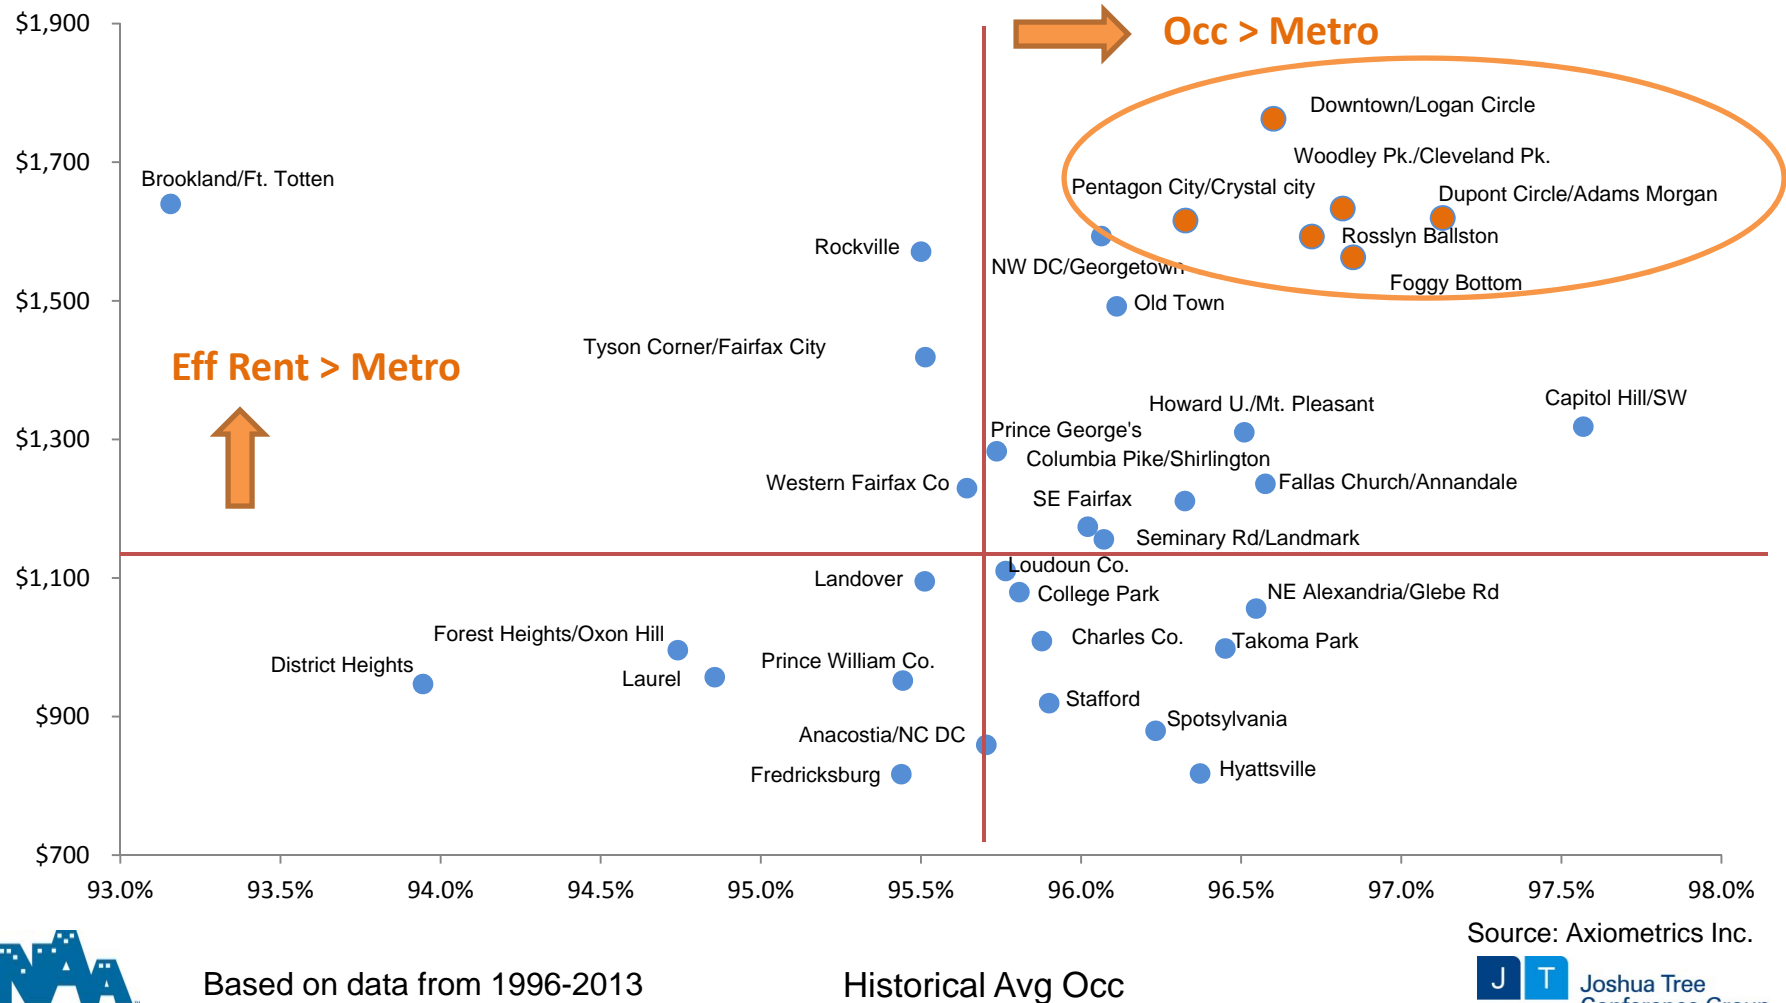 $1,900
Occ > Metro
Downtown/Logan Circle
Woodley Pk./Cleveland Pk.
$1,700
Brookland/Ft. Totten
Pentagon City/Crystal city
Dupont Circle/Adams Morgan
Rockville
Rosslyn Ballston
NW DC/Georgetown
Foggy Bottom
$1,500
Old Town
Tyson Corner/Fairfax City
Eff Rent > Metro
Howard U./Mt. Pleasant
Capitol Hill/SW
$1,300
Prince George's
Columbia Pike/Shirlington
Western Fairfax Co
Fallas Church/Annandale
SE Fairfax
Seminary Rd/Landmark
$1,100
Landover
Loudoun Co.
College Park
NE Alexandria/Glebe Rd
Forest Heights/Oxon Hill
Charles Co.
Takoma Park
District Heights
Laurel
Prince William Co.
Stafford
$900
Spotsylvania
Anacostia/NC DC
Fredricksburg
Hyattsville
$700
93.0% 93.5% 94.0% 94.5% 95.0% 95.5% 96.0% 96.5% 97.0% 97.5% 98.0%
Source: Axiometrics Inc.
NAA
Based on data from 1996-2013
Historical Avg Occ
J T
Joshua Tree
Conference Group